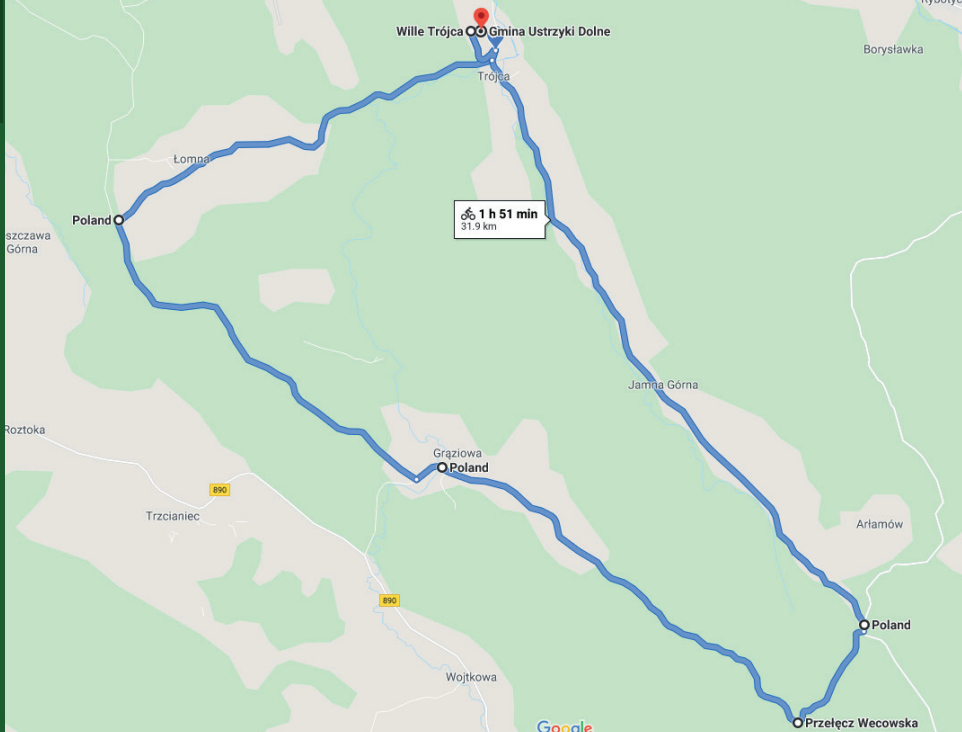 Wille Trójca
Gmina Ustrzyki Dolne
Borysławka
Trójca
Łomna
Poland
1 h 51 min
31.9 km
szczawa
Górna
Jamna Górna
Roztoka
Grąziowa
Poland
890
Trzcianiec
Arłamów
890
Poland
Wojtkowa
Przełęcz Wecowska
Google